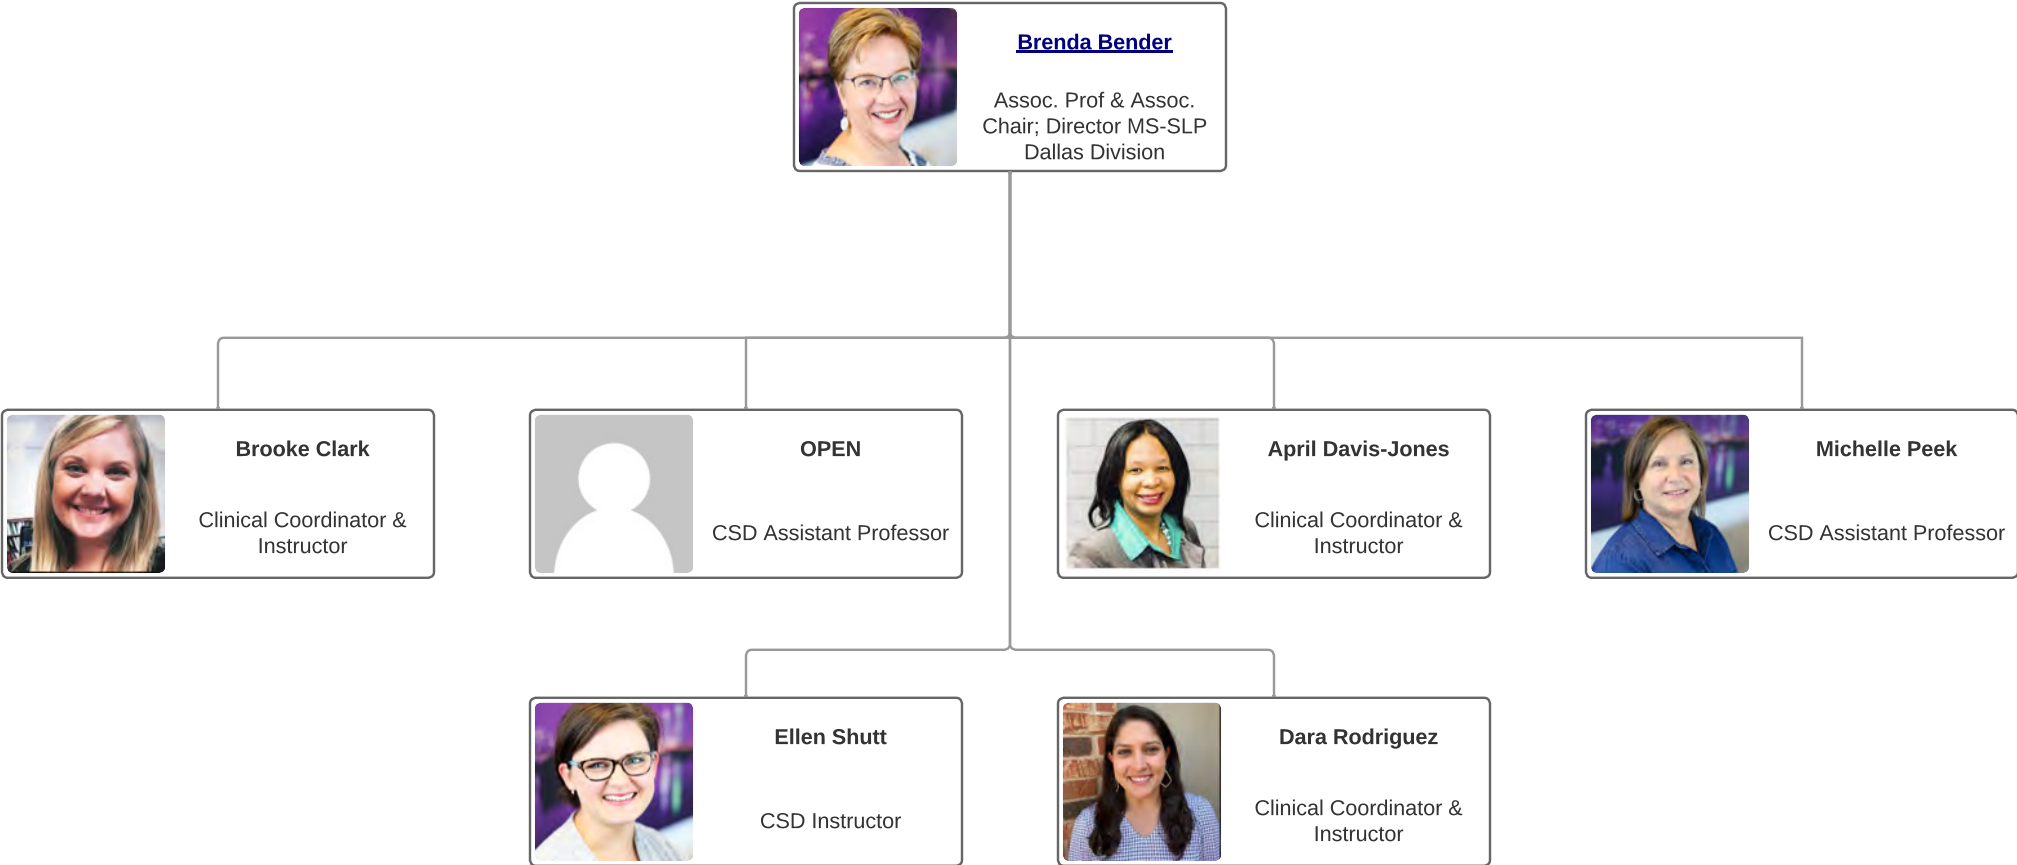 Brenda Bender
Assoc. Prof & Assoc.
Chair; Director MS-SLP
Dallas Division
Brooke Clark
Clinical Coordinator &
Instructor
OPEN
CSD Assistant Professor
April Davis-Jones
Clinical Coordinator &
Instructor
Michelle Peek
CSD Assistant Professor
Ellen Shutt
CSD Instructor
Dara Rodriguez
Clinical Coordinator &
Instructor